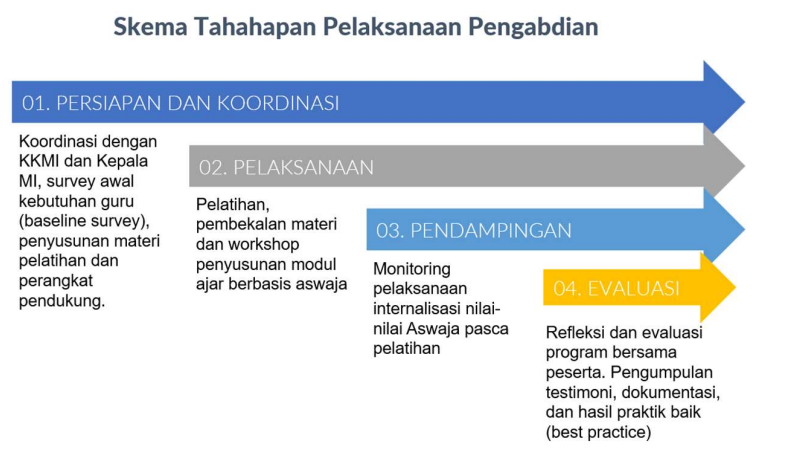 Skema Tahahapan Pelaksanaan Pengabdian
01. PERSIAPAN DAN KOORDINASI
Koordinasi dengan
KKMI dan Kepala
MI, survey awal
kebutuhan guru
(baseline survey),
penyusunan materi
pelatihan dan
perangkat
pendukung.
02. PELAKSANAAN
Pelatihan,
pembekalan materi
dan workshop
penyusunan modul
ajar berbasis aswaja
03. PENDAMPINGAN
Monitoring
pelaksanaan
internalisasi nilai-
nilai Aswaja pasca
pelatihan
04. EVALUASI
Refleksi dan evaluasi
program bersama
peserta. Pengumpulan
testimoni, dokumentasi,
dan hasil praktik baik
(best practice)